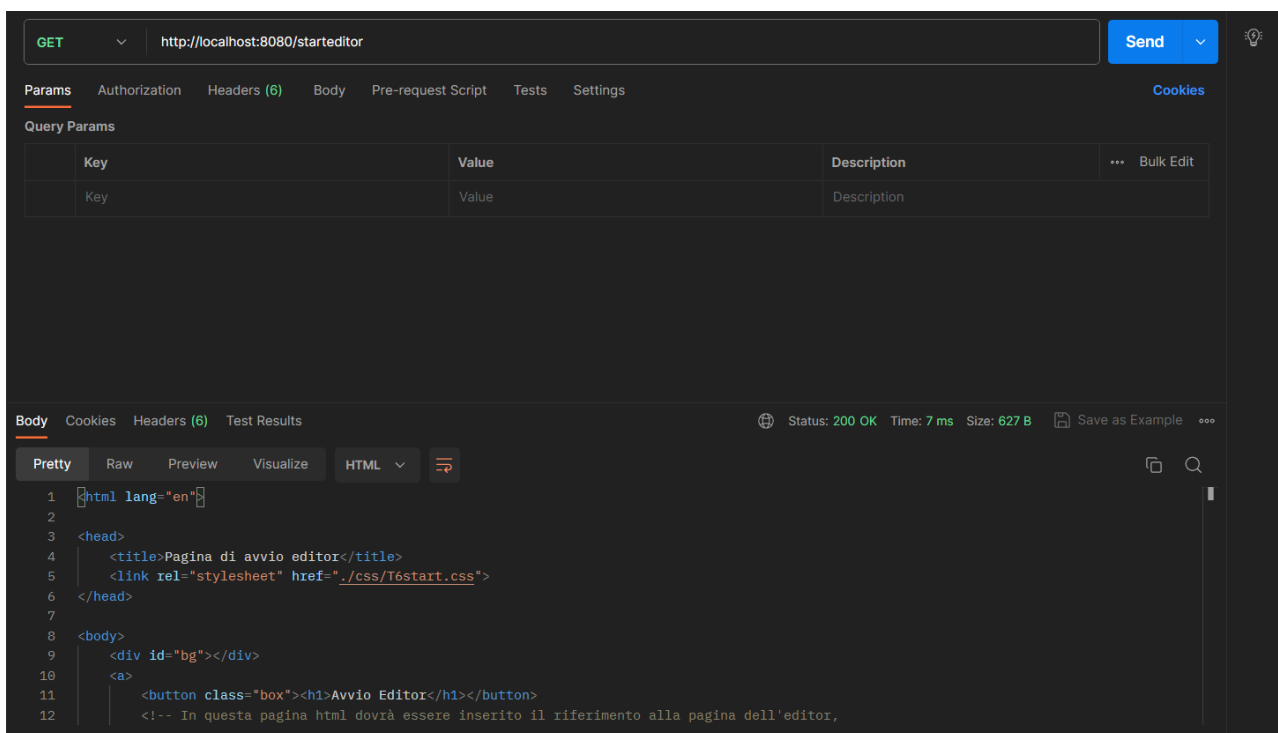 GET http://localhost:8080/starteditor Send
Params Authorization Headers (6) Body Pre-request Script Tests Settings Cookies
Query Params
Key Value Description Bulk Edit
Key Value Description
Body Cookies Headers (6) Test Results Status: 200 OK Time: 7 ms Size: 627 B Save as Example
Pretty Raw Preview Visualize HTML
1 <html lang="en">
2
3 <head>
4 <title>Pagina di avvio editor</title>
5 <link rel="stylesheet" href="./css/T6start.css">
6 </head>
7
8 <body>
9 <div id="bg"></div>
10 <a>
11 <button class="box"><h1>Avvio Editor</h1></button>
12 <!-- In questa pagina html dovrà essere inserito il riferimento alla pagina dell'editor,